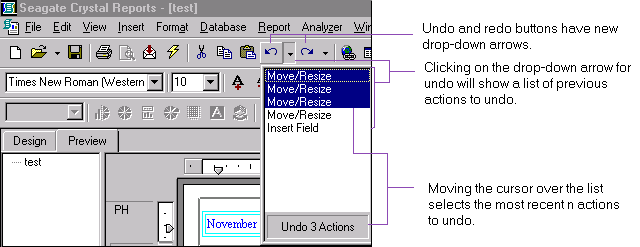 Seagate Crystal Reports - [test]
File Edit View Insert Format Database Report Analyzer
Times New Roman (Western 10
Design Preview
test
PH
November
Move/Resize
Move/Resize
Move/Resize
Move/Resize
Insert Field
Undo 3 Actions
Undo and redo buttons have new
drop-down arrows.
Clicking on the drop-down arrow for
undo will show a list of previous
actions to undo.
Moving the cursor over the list
selects the most recent n actions
to undo.